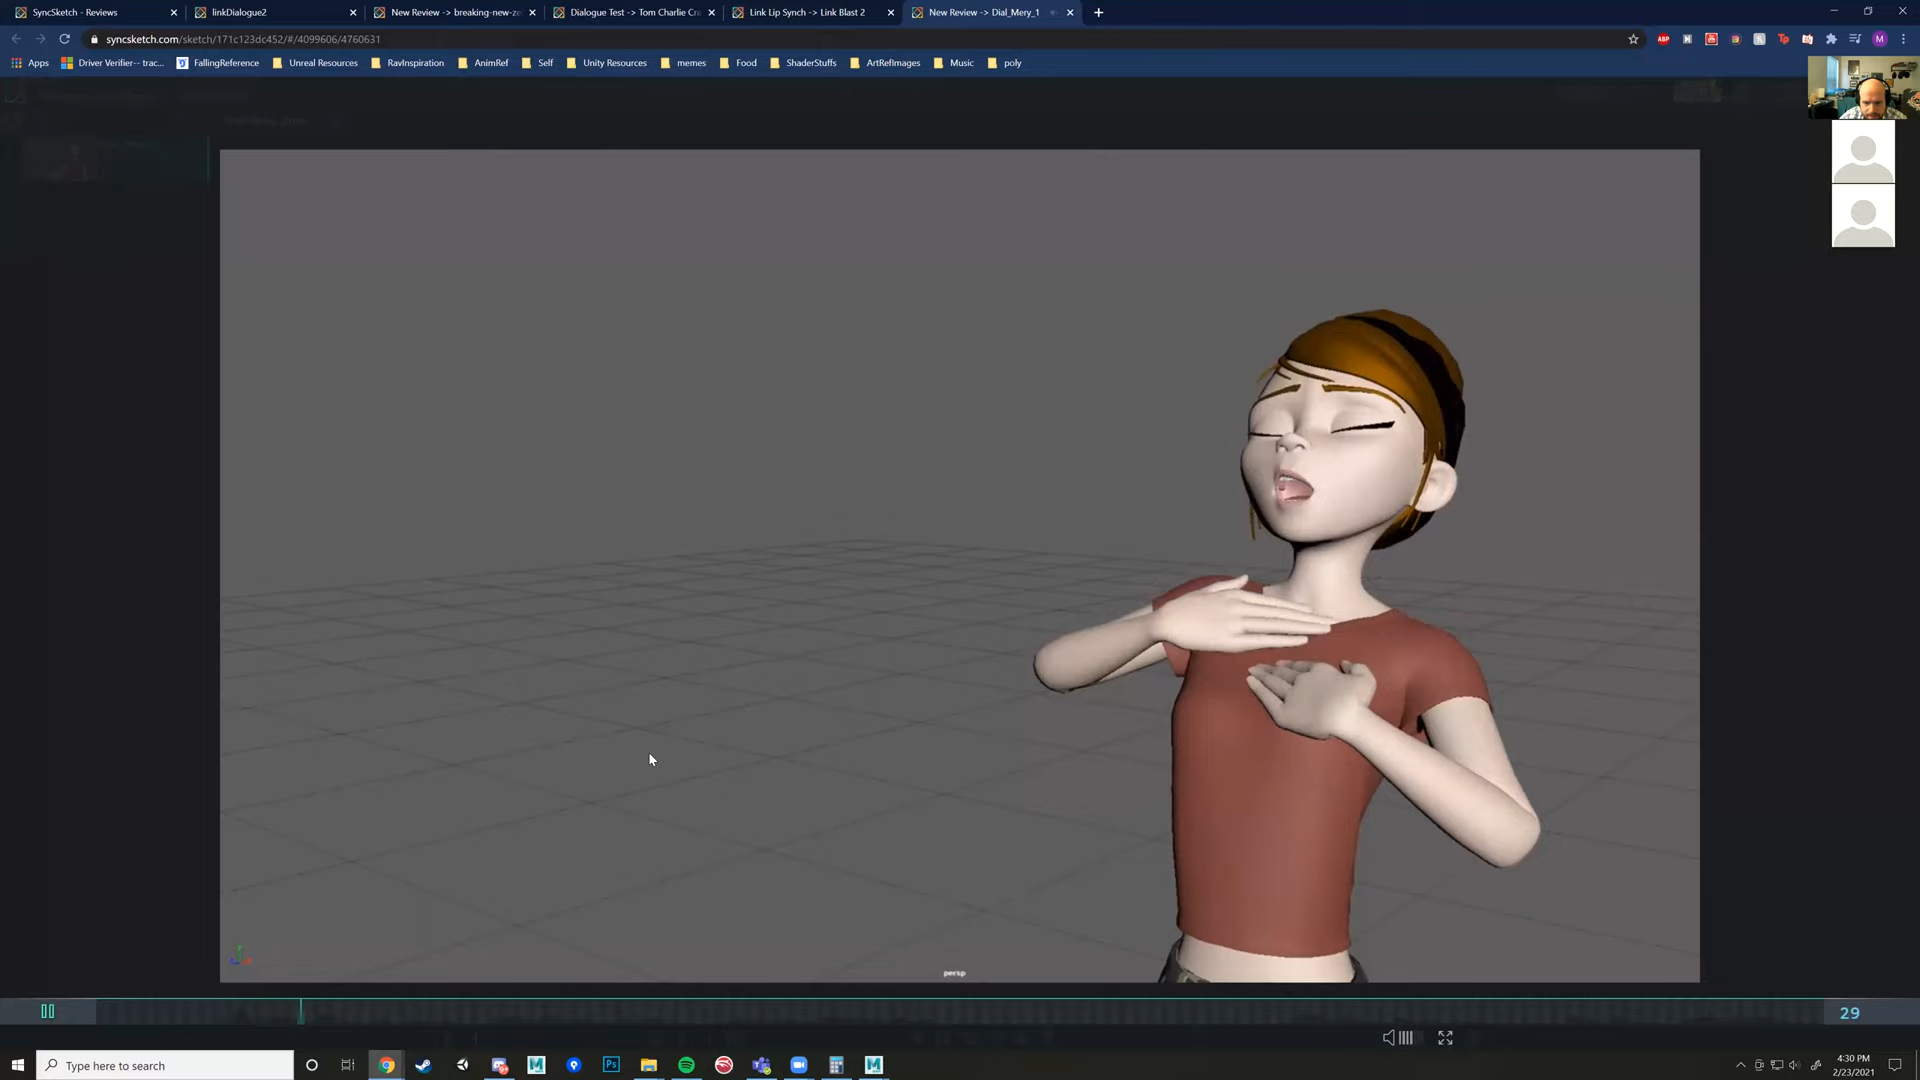 SyncSketch - Reviews
linkDialogue2
New Review -> breaking-new-ze
Dialogue Test -> Tom Charlie Cr
Link Lip Synch -> Link Blast 2
New Review -> Dial_Mery_1
syncsketch.com/sketch/171c123dc452/#/4099606/4760631
Apps
Driver Verifier-- trac...
FallingReference
Unreal Resources
RavInspiration
AnimRef
Self
Unity Resources
memes
Food
ShaderStuffs
ArtRefImages
Music
poly
persp
29
Type here to search
4:30 PM
2/23/2021